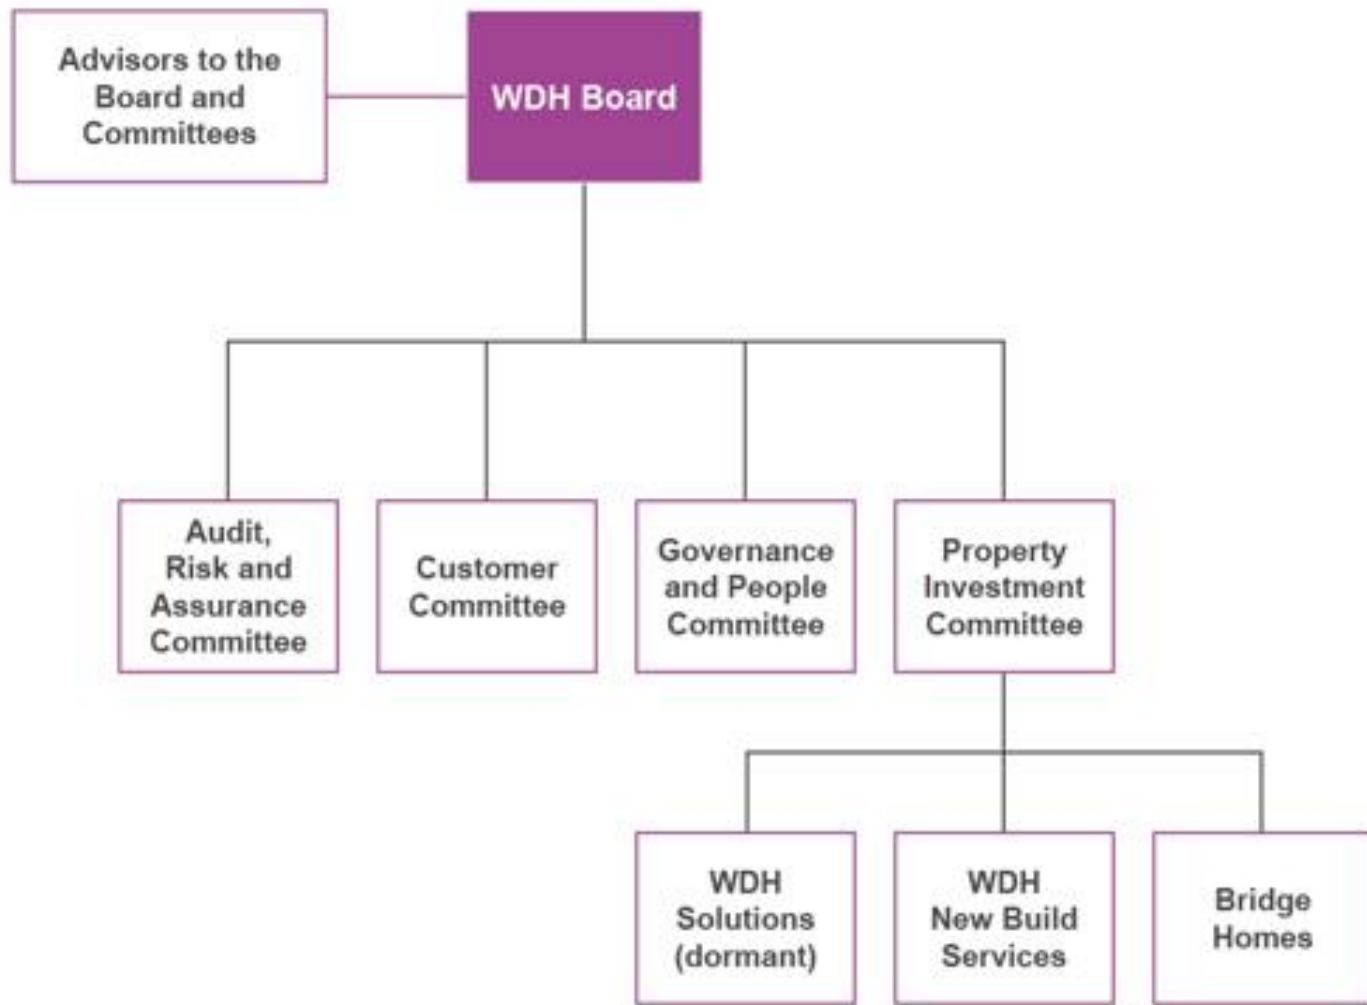 Advisors to the
Board and
Committees
WDH Board
Audit,
Risk and
Assurance
Committee
Customer
Committee
Governance
and People
Committee
Property
Investment
Committee
WDH
Solutions
(dormant)
WDH
New Build
Services
Bridge
Homes